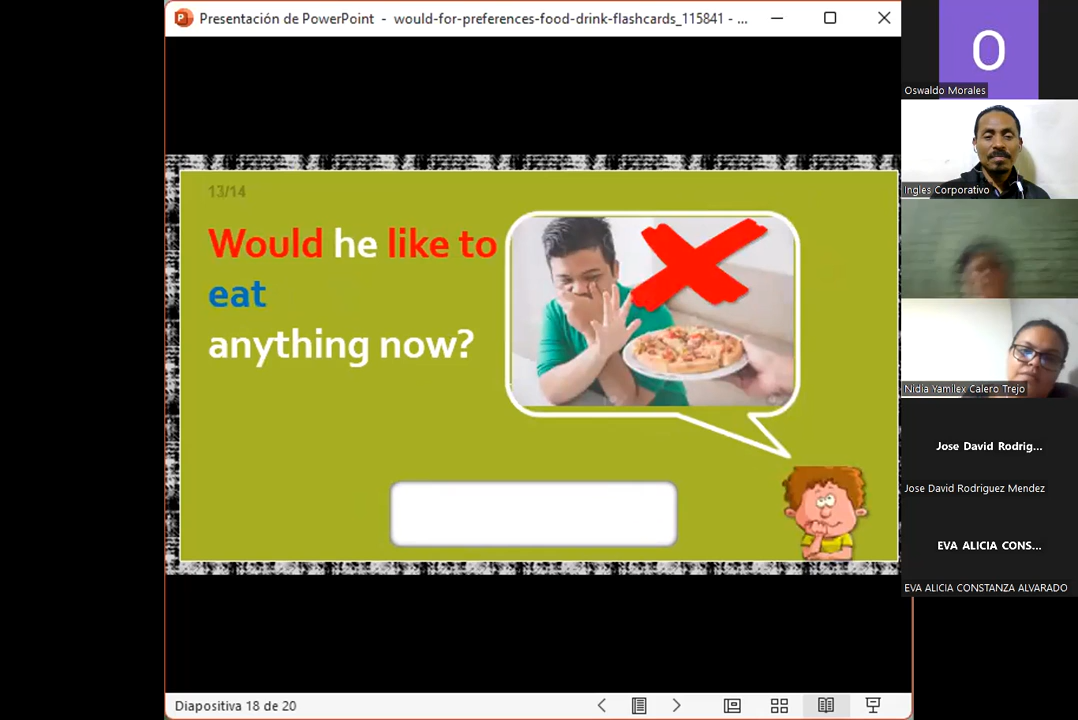 Presentación de PowerPoint - would-for-preferences-food-drink-flashcards_115841 - ...
13/14
Would he like to
eat
anything now?
Diapositiva 18 de 20
O
Oswaldo Morales
Ingles Corporativo
Nidia Yamilex Calero Trejo
Jose David Rodrig...
Jose David Rodriguez Mendez
EVA ALICIA CONS...
EVA ALICIA CONSTANZA ALVARADO